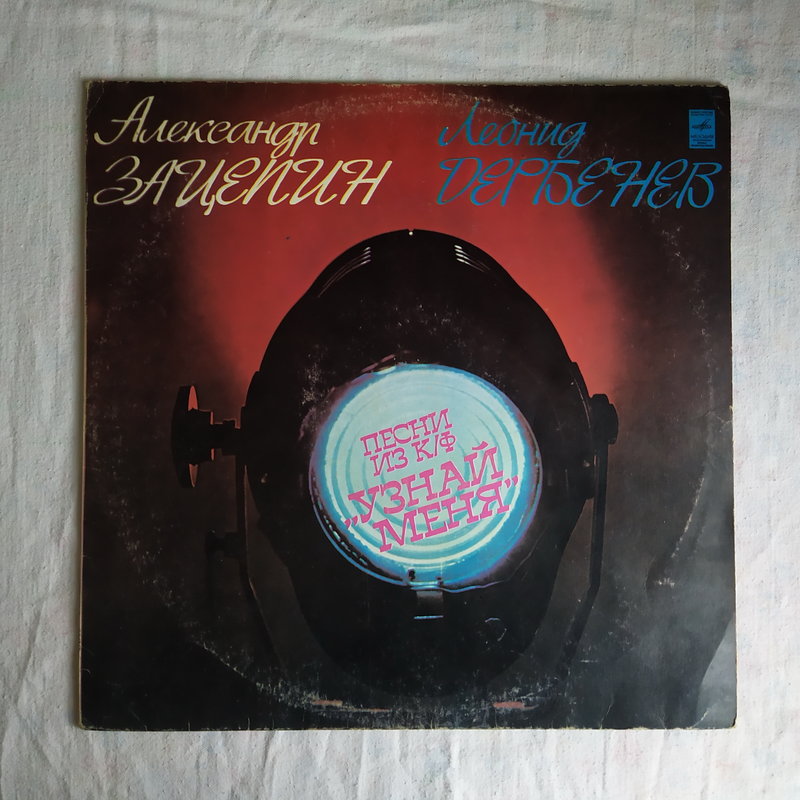 Александр
ЗАЦЕПИН
Леонид
ДЕРБЕНЕВ
ПЕСНИ
ИЗ К/Ф
„УЗНАЙ
МЕНЯ”